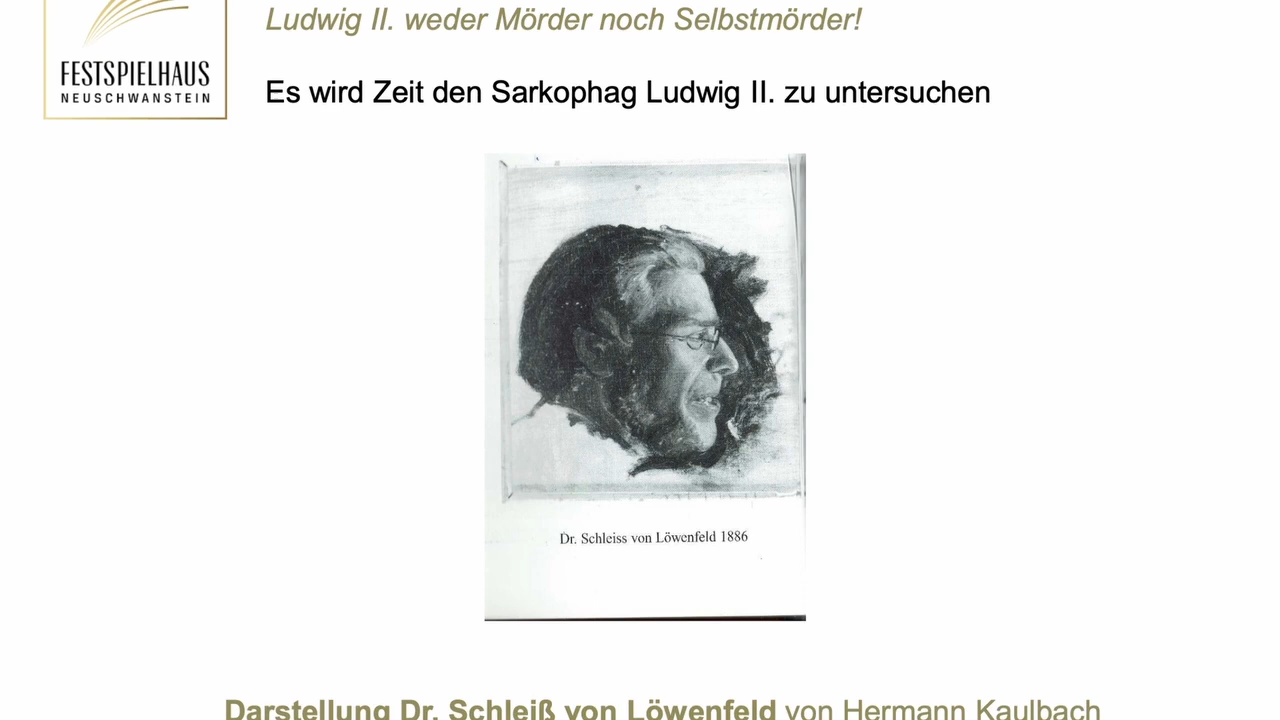 Ludwig II. weder Mörder noch Selbstmörder!
FESTSPIELHAUS
NEUSCHWANSTEIN
Es wird Zeit den Sarkophag Ludwig II. zu untersuchen
Dr. Schleiss von Löwenfeld 1886
Darstellung Dr. Schleiß von Löwenfeld von Hermann Kaulbach